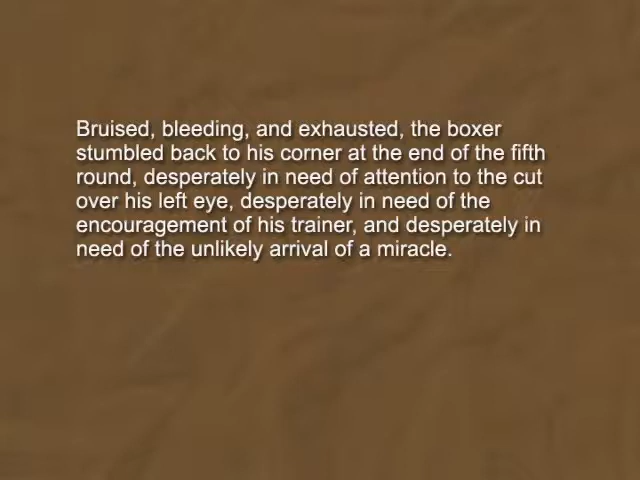 Bruised, bleeding, and exhausted, the boxer
stumbled back to his corner at the end of the fifth
round, desperately in need of attention to the cut
over his left eye, desperately in need of the
encouragement of his trainer, and desperately in
need of the unlikely arrival of a miracle.